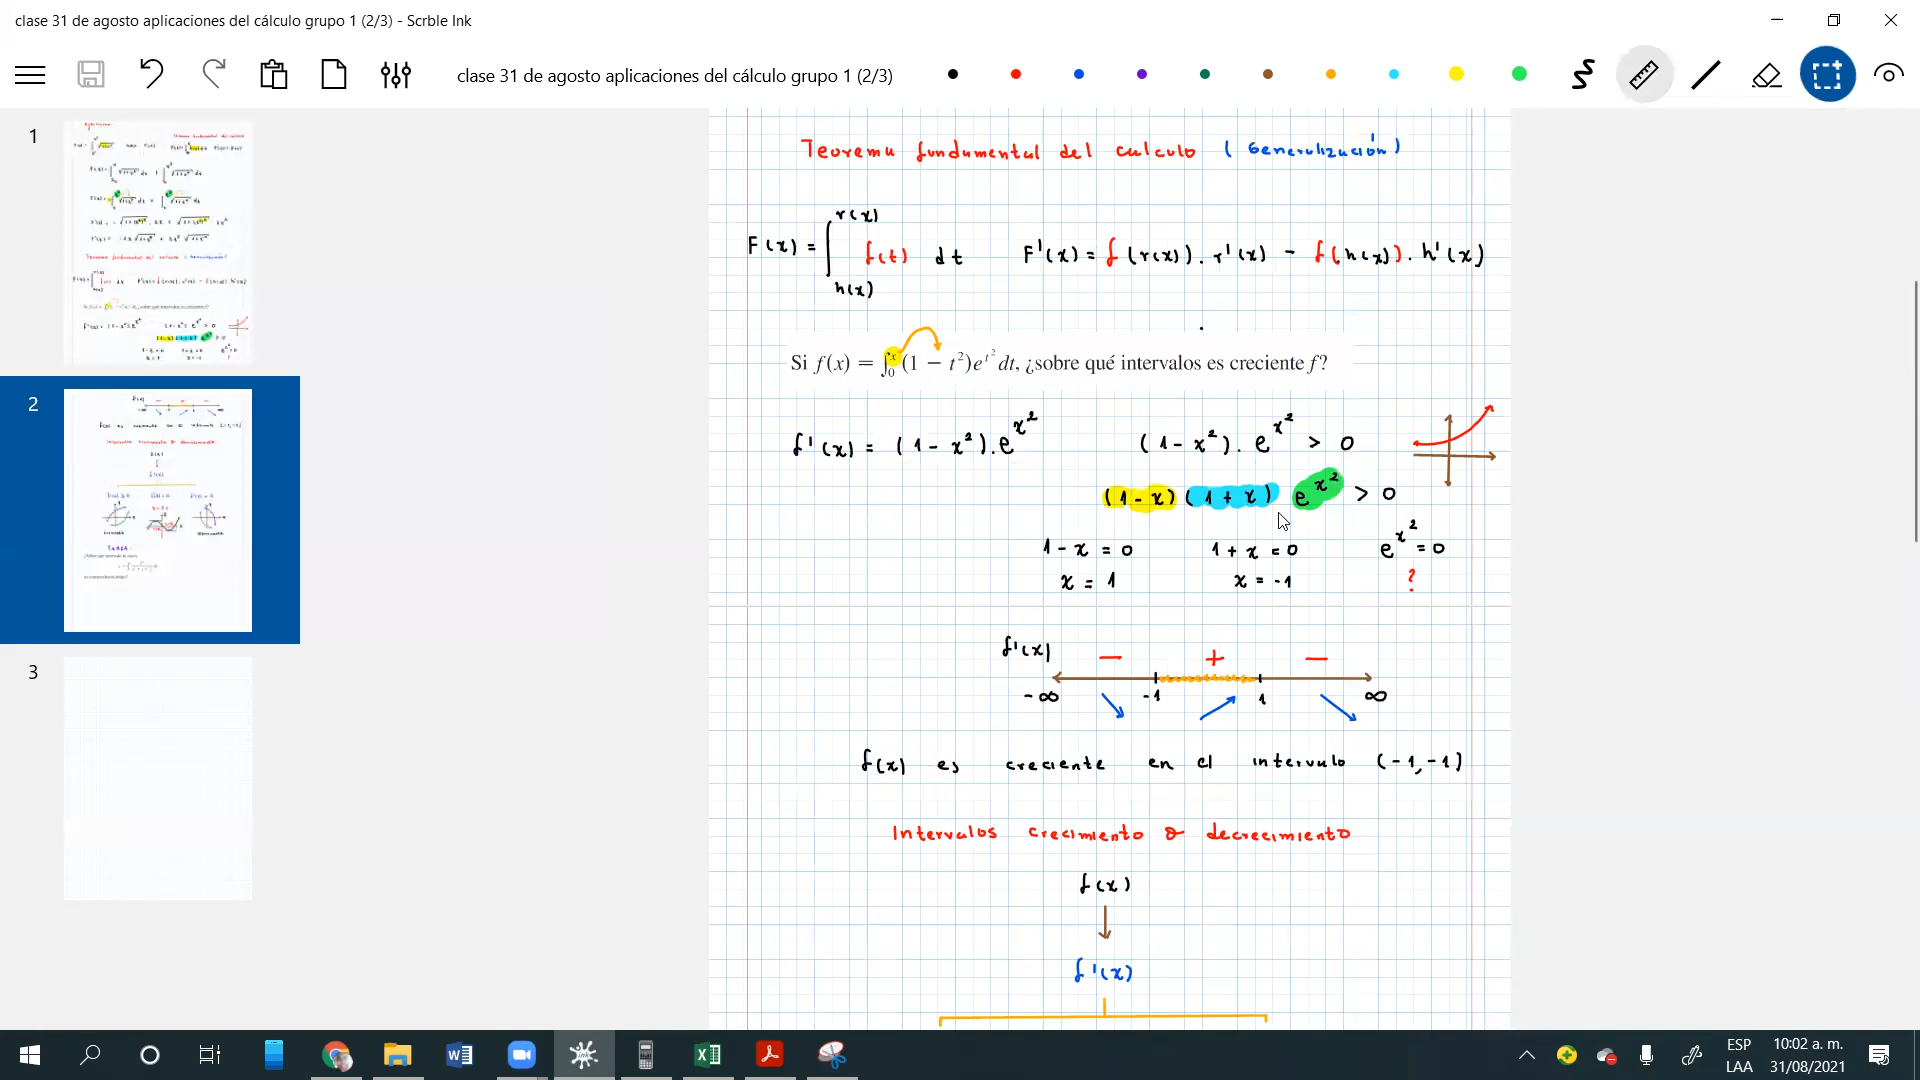 clase 31 de agosto aplicaciones del cálculo grupo 1 (2/3) - Scrble Ink
clase 31 de agosto aplicaciones del cálculo grupo 1 (2/3)
1
2
3
Teorema fundamental del calculo (Generalización)
F(x) = ∫_{h(x)}^{r(x)} f(t) dt F'(x) = f(r(x)). r'(x) - f(h(x)). h'(x)
Si f(x) = ∫_0^x (1 − t²)e^{t²} dt, ¿sobre qué intervalos es creciente f?
f'(x) = (1 - x²). e^{x²} (1 - x²). e^{x²} > 0
(1 - x) (1 + x) e^{x²} > 0
1 - x = 0 1 + x = 0 e^{x²} = 0
x = 1 x = -1 ?
f'(x) − + −
-∞ -1 1 ∞
f(x) es creciente en el intervalo (-1, -1)
Intervalos crecimiento o decrecimiento
f(x)
f'(x)
ESP
LAA
10:02 a. m.
31/08/2021